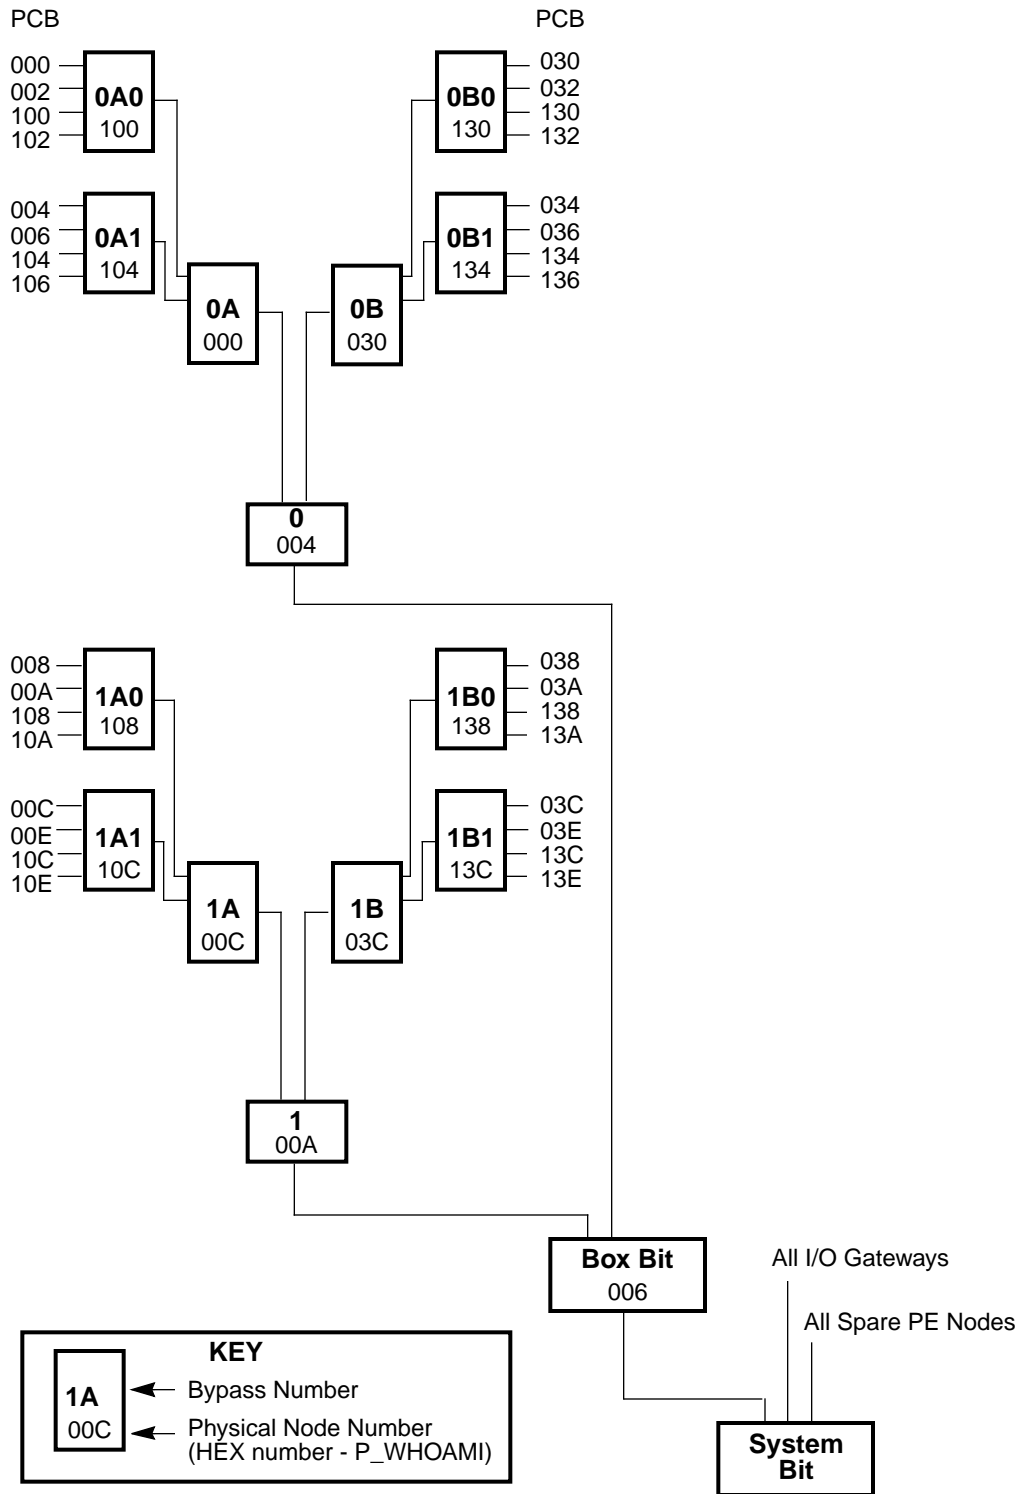 PCB
PCB
000
002
100
102
0A0
100
0B0
130
030
032
130
132
004
006
104
106
0A1
104
0B1
134
034
036
134
136
0A
000
0B
030
0
004
008
00A
108
10A
1A0
108
1B0
138
038
03A
138
13A
00C
00E
10C
10E
1A1
10C
1B1
13C
03C
03E
13C
13E
1A
00C
1B
03C
1
00A
Box Bit
006
All I/O Gateways
All Spare PE Nodes
System
Bit
KEY
1A
00C
Bypass Number
Physical Node Number
(HEX number - P_WHOAMI)